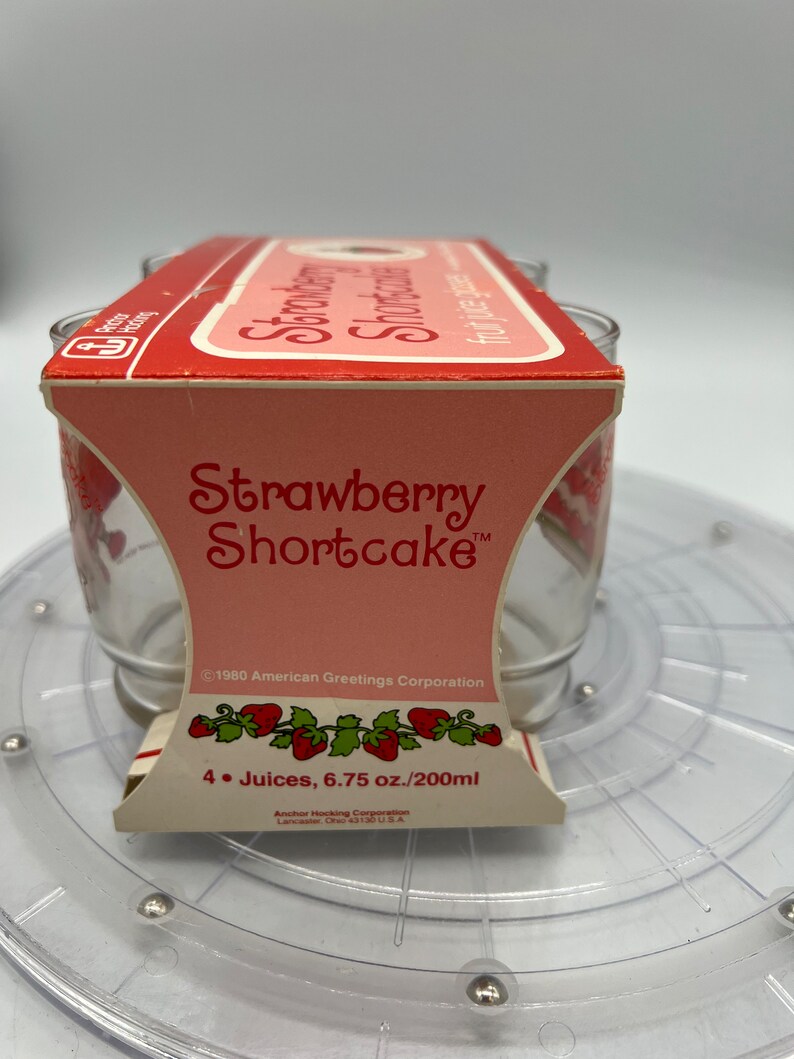 Anchor
Hocking
Strawberry
Shortcake
fruit juice glasses
Strawberry
Shortcake™
©1980 American Greetings Corporation
4 • Juices, 6.75 oz./200ml
Anchor Hocking Corporation
Lancaster, Ohio 43130 U.S.A.